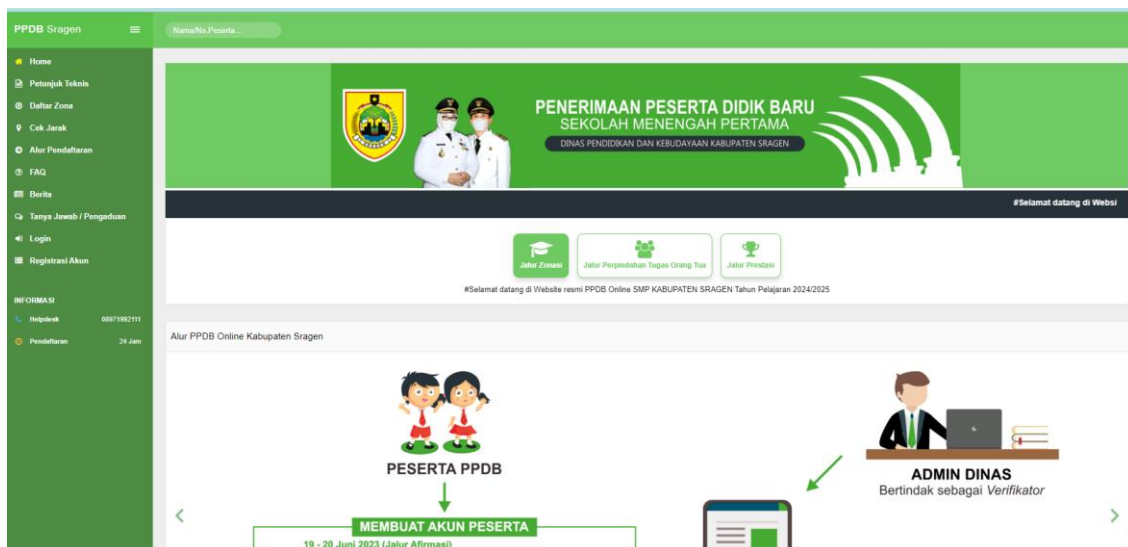 PPDB Sragen
Nama/No.Peserta...
Home
Petunjuk Teknis
Daftar Zona
Cek Jarak
Alur Pendaftaran
FAQ
Berita
Tanya Jawab / Pengaduan
Login
Registrasi Akun
INFORMASI
Helpdesk 08971992111
Pendaftaran 24 Jam
PENERIMAAN PESERTA DIDIK BARU
SEKOLAH MENENGAH PERTAMA
DINAS PENDIDIKAN DAN KEBUDAYAAN KABUPATEN SRAGEN
#Selamat datang di Websi
Jalur Zonasi
Jalur Perpindahan Tugas Orang Tua
Jalur Prestasi
#Selamat datang di Website resmi PPDB Online SMP KABUPATEN SRAGEN Tahun Pelajaran 2024/2025
Alur PPDB Online Kabupaten Sragen
PESERTA PPDB
MEMBUAT AKUN PESERTA
19 - 20 Juni 2023 (Jalur Afirmasi)
ADMIN DINAS
Bertindak sebagai Verifikator